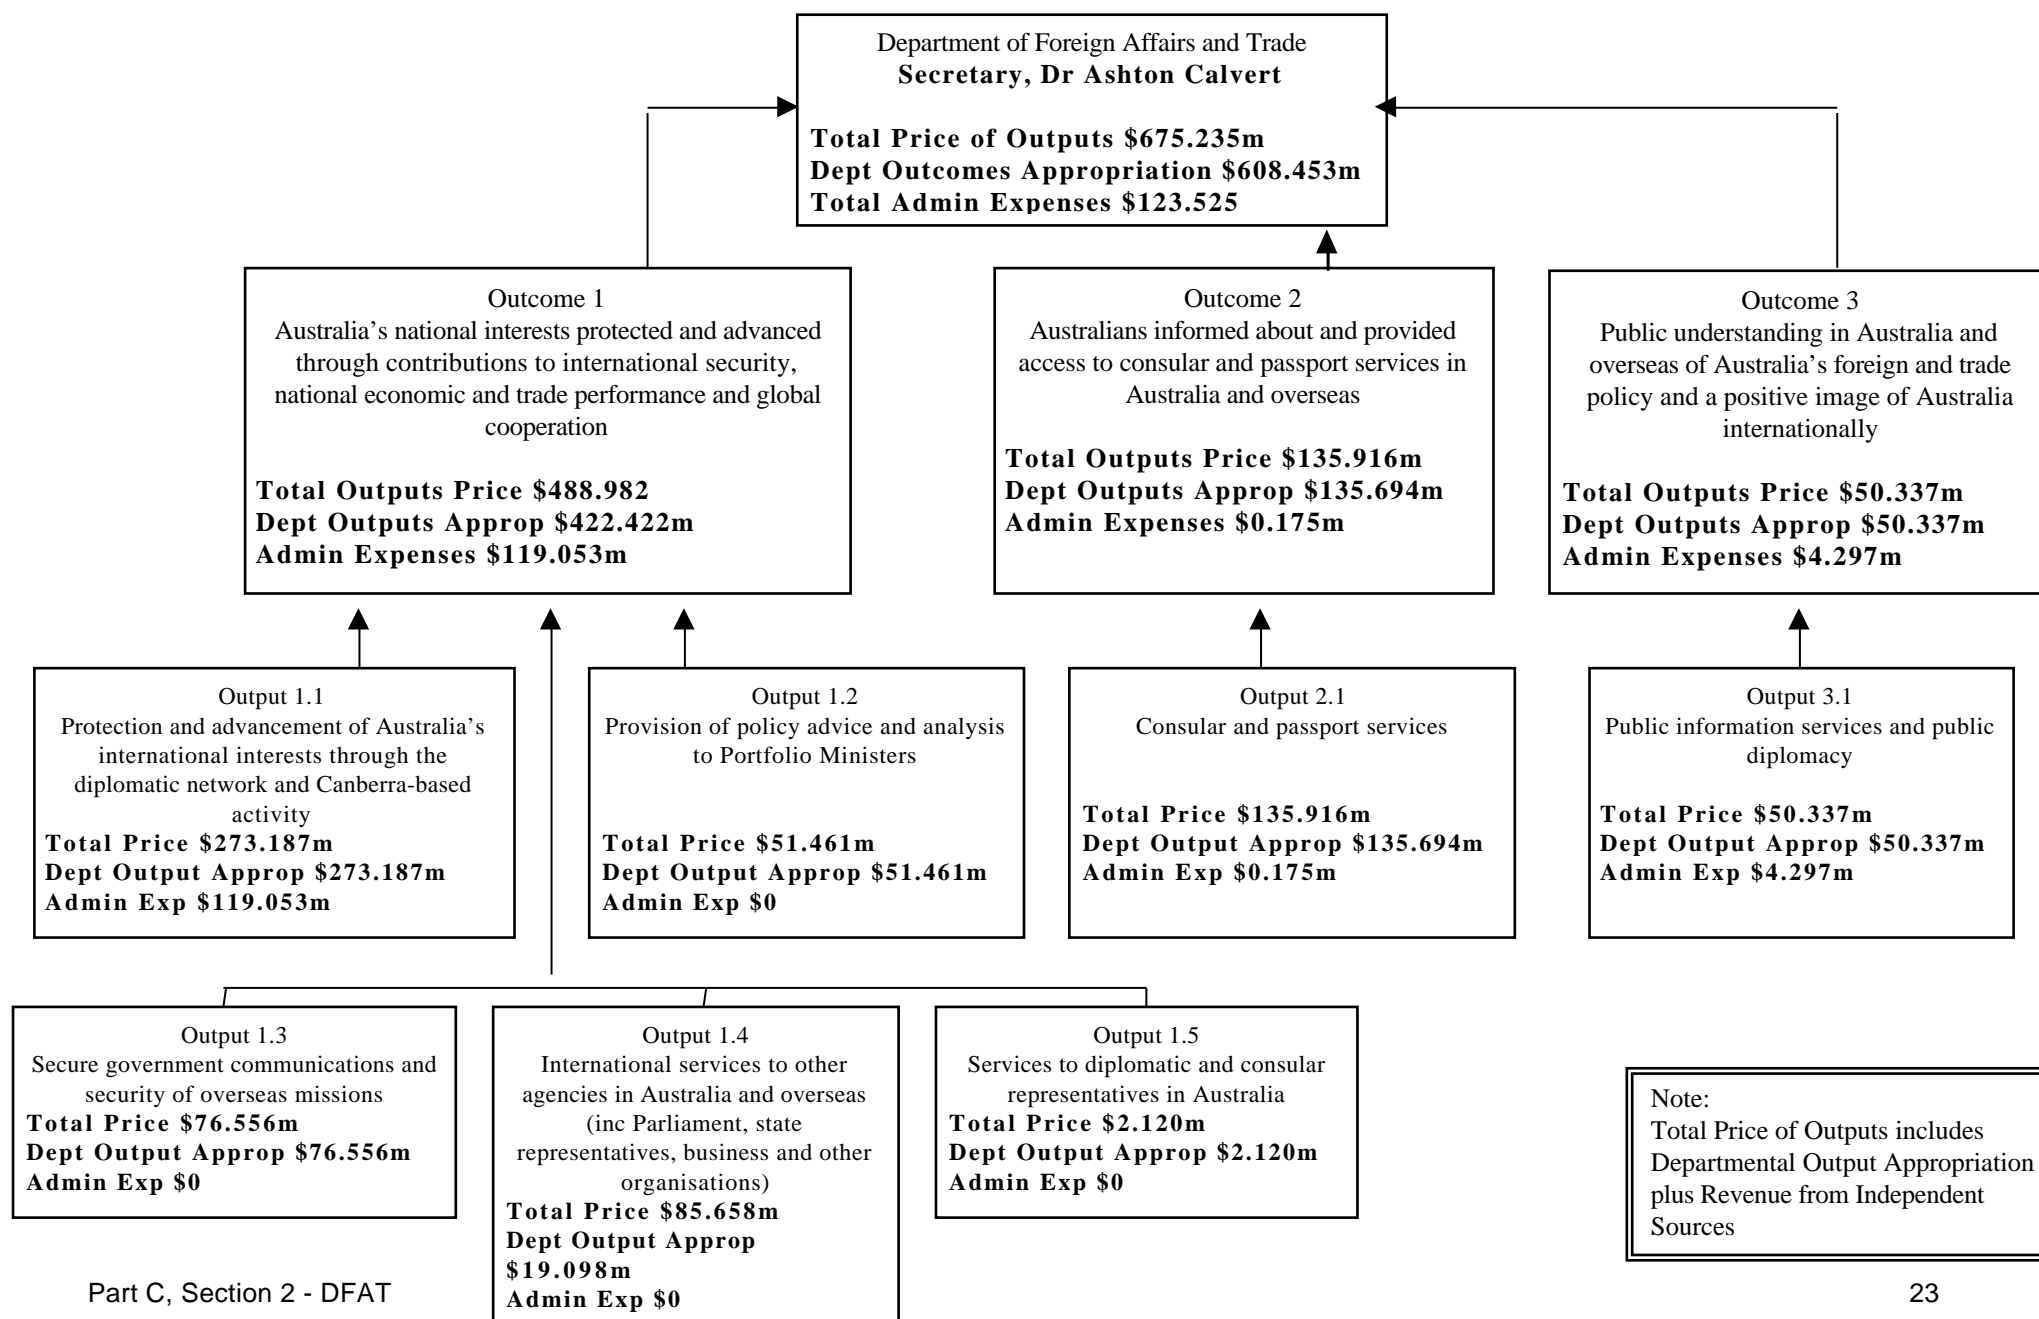 Department of Foreign Affairs and Trade
Secretary, Dr Ashton Calvert
Total Price of Outputs $675.235m
Dept Outcomes Appropriation $608.453m
Total Admin Expenses $123.525
Outcome 1
Australia’s national interests protected and advanced
through contributions to international security,
national economic and trade performance and global
cooperation
Total Outputs Price $488.982
Dept Outputs Approp $422.422m
Admin Expenses $119.053m
Outcome 2
Australians informed about and provided
access to consular and passport services in
Australia and overseas
Total Outputs Price $135.916m
Dept Outputs Approp $135.694m
Admin Expenses $0.175m
Outcome 3
Public understanding in Australia and
overseas of Australia’s foreign and trade
policy and a positive image of Australia
internationally
Total Outputs Price $50.337m
Dept Outputs Approp $50.337m
Admin Expenses $4.297m
Output 1.1
Protection and advancement of Australia’s
international interests through the
diplomatic network and Canberra-based
activity
Total Price $273.187m
Dept Output Approp $273.187m
Admin Exp $119.053m
Output 1.2
Provision of policy advice and analysis
to Portfolio Ministers
Total Price $51.461m
Dept Output Approp $51.461m
Admin Exp $0
Output 2.1
Consular and passport services
Total Price $135.916m
Dept Output Approp $135.694m
Admin Exp $0.175m
Output 3.1
Public information services and public
diplomacy
Total Price $50.337m
Dept Output Approp $50.337m
Admin Exp $4.297m
Output 1.3
Secure government communications and
security of overseas missions
Total Price $76.556m
Dept Output Approp $76.556m
Admin Exp $0
Output 1.4
International services to other
agencies in Australia and overseas
(inc Parliament, state
representatives, business and other
organisations)
Total Price $85.658m
Dept Output Approp
$19.098m
Admin Exp $0
Output 1.5
Services to diplomatic and consular
representatives in Australia
Total Price $2.120m
Dept Output Approp $2.120m
Admin Exp $0
Note:
Total Price of Outputs includes
Departmental Output Appropriation
plus Revenue from Independent
Sources
Part C, Section 2 - DFAT
23